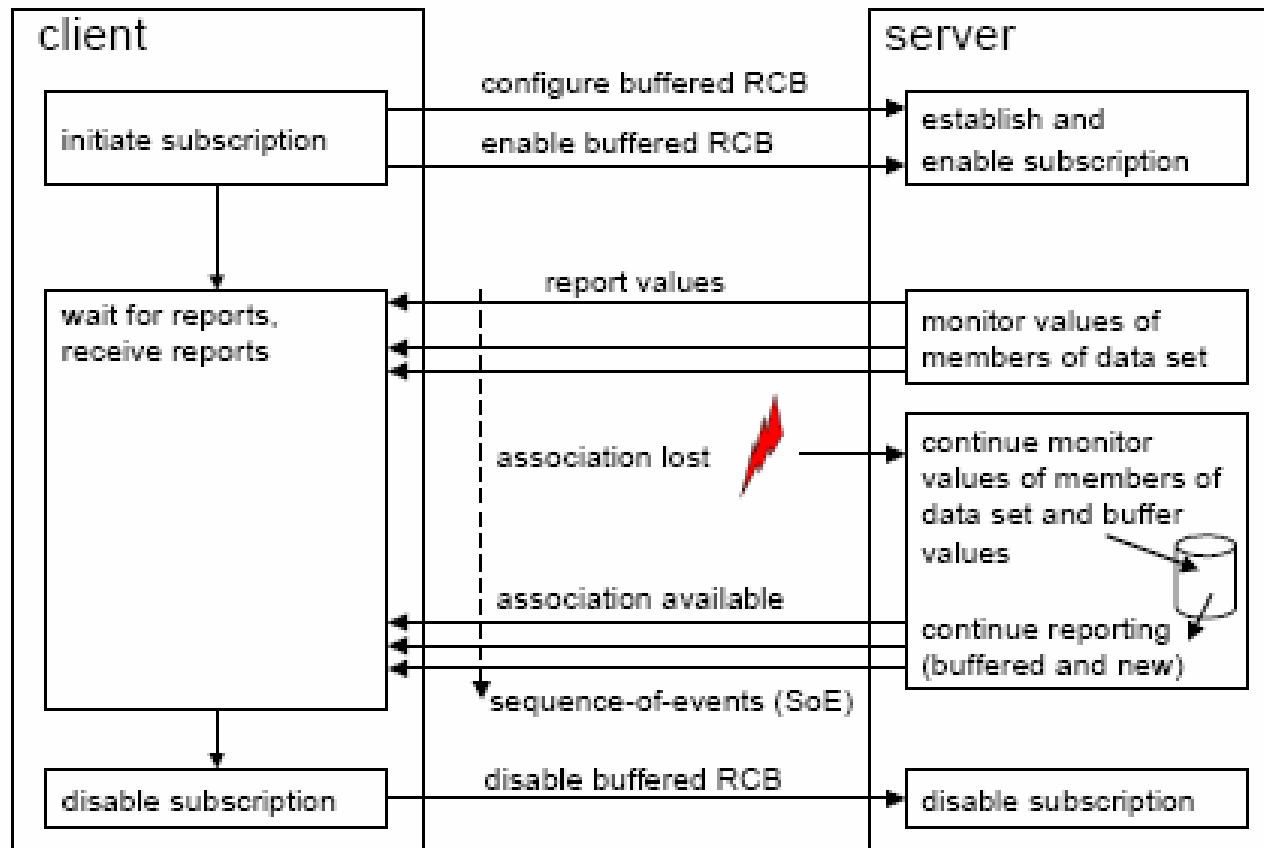 client
server
configure buffered RCB
initiate subscription
enable buffered RCB
establish and
enable subscription
report values
wait for reports,
receive reports
monitor values of
members of data set
association lost
continue monitor
values of members of
data set and buffer
values
association available
continue reporting
(buffered and new)
sequence-of-events (SoE)
disable buffered RCB
disable subscription
disable subscription